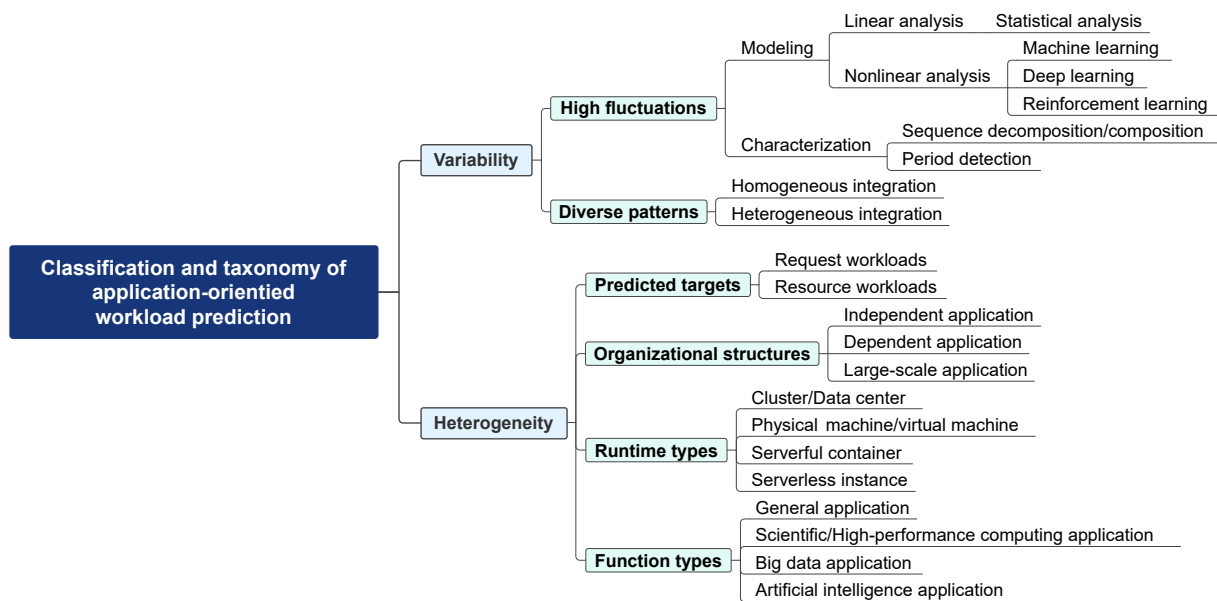 Classification and taxonomy of
application-orientied
workload prediction
Variability
High fluctuations
Modeling
Linear analysis
Statistical analysis
Nonlinear analysis
Machine learning
Deep learning
Reinforcement learning
Characterization
Sequence decomposition/composition
Period detection
Diverse patterns
Homogeneous integration
Heterogeneous integration
Heterogeneity
Predicted targets
Request workloads
Resource workloads
Organizational structures
Independent application
Dependent application
Large-scale application
Runtime types
Cluster/Data center
Physical machine/virtual machine
Serverful container
Serverless instance
Function types
General application
Scientific/High-performance computing application
Big data application
Artificial intelligence application